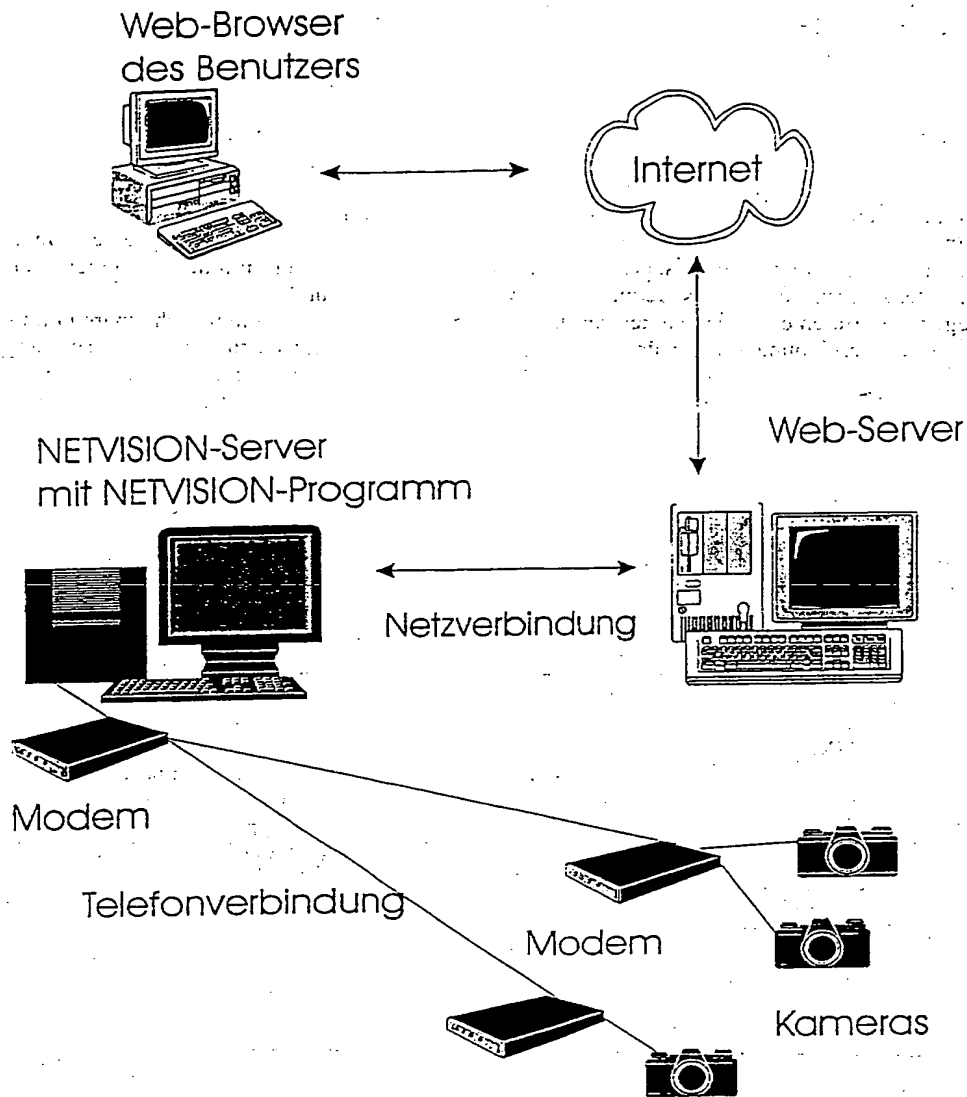 Web-Browser
des Benutzers
Internet
Web-Server
NETVISION-Server
mit NETVISION-Programm
Netzverbindung
Modem
Telefonverbindung
Modem
Kameras